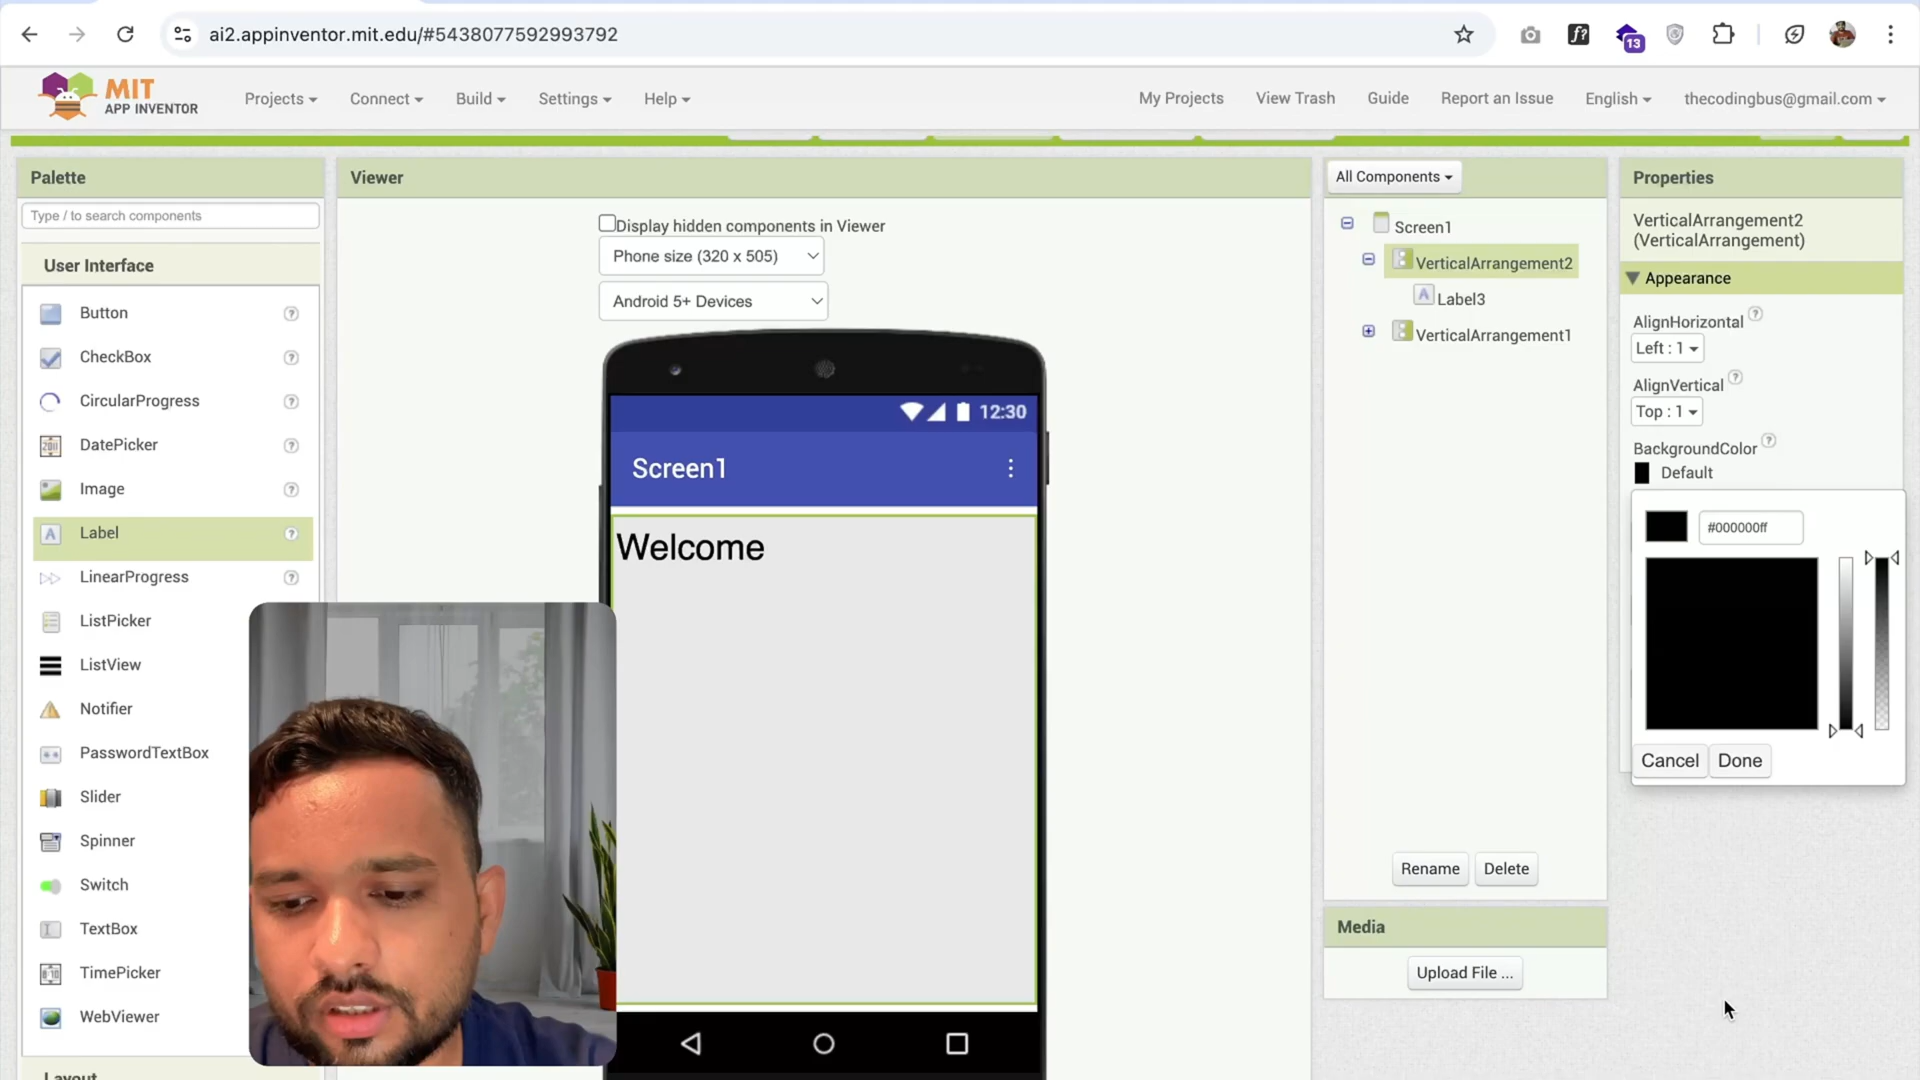 ai2.appinventor.mit.edu/#5438077592993792
13
MIT
APP INVENTOR
Projects
Connect
Build
Settings
Help
My Projects
View Trash
Guide
Report an Issue
English
thecodingbus@gmail.com
Palette
Type / to search components
User Interface
Button
CheckBox
CircularProgress
DatePicker
Image
Label
LinearProgress
ListPicker
ListView
Notifier
PasswordTextBox
Slider
Spinner
Switch
TextBox
TimePicker
WebViewer
Layout
Viewer
Display hidden components in Viewer
Phone size (320 x 505)
Android 5+ Devices
12:30
Screen1
Welcome
All Components
Screen1
VerticalArrangement2
Label3
VerticalArrangement1
Rename
Delete
Media
Upload File ...
Properties
VerticalArrangement2
(VerticalArrangement)
Appearance
AlignHorizontal
Left : 1
AlignVertical
Top : 1
BackgroundColor
Default
#000000ff
Cancel
Done